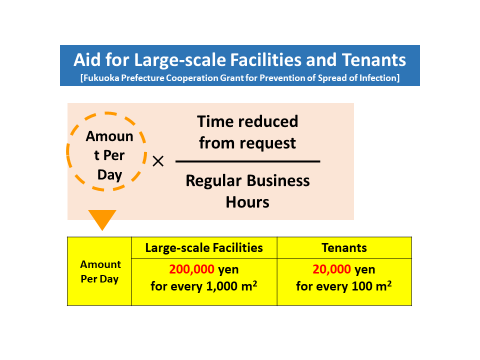 Aid for Large-scale Facilities and Tenants
[Fukuoka Prefecture Cooperation Grant for Prevention of Spread of Infection]
Amoun
t Per
Day
×
Time reduced
from request
Regular Business
Hours
Amount
Per Day
Large-scale Facilities
200,000 yen
for every 1,000 m²
Tenants
20,000 yen
for every 100 m²